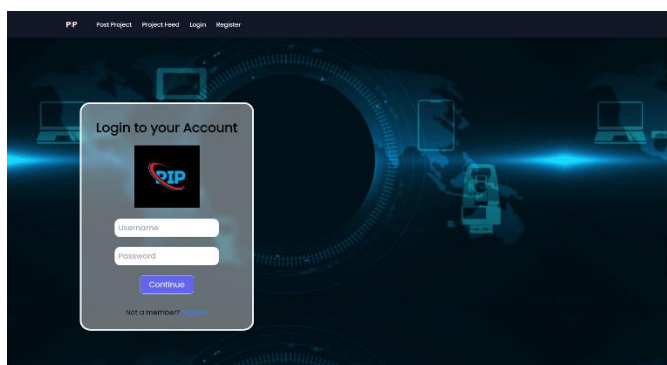 PIP Post Project Project Feed Login Register
Login to your Account
PIP
Username
Password
Continue
Not a member?